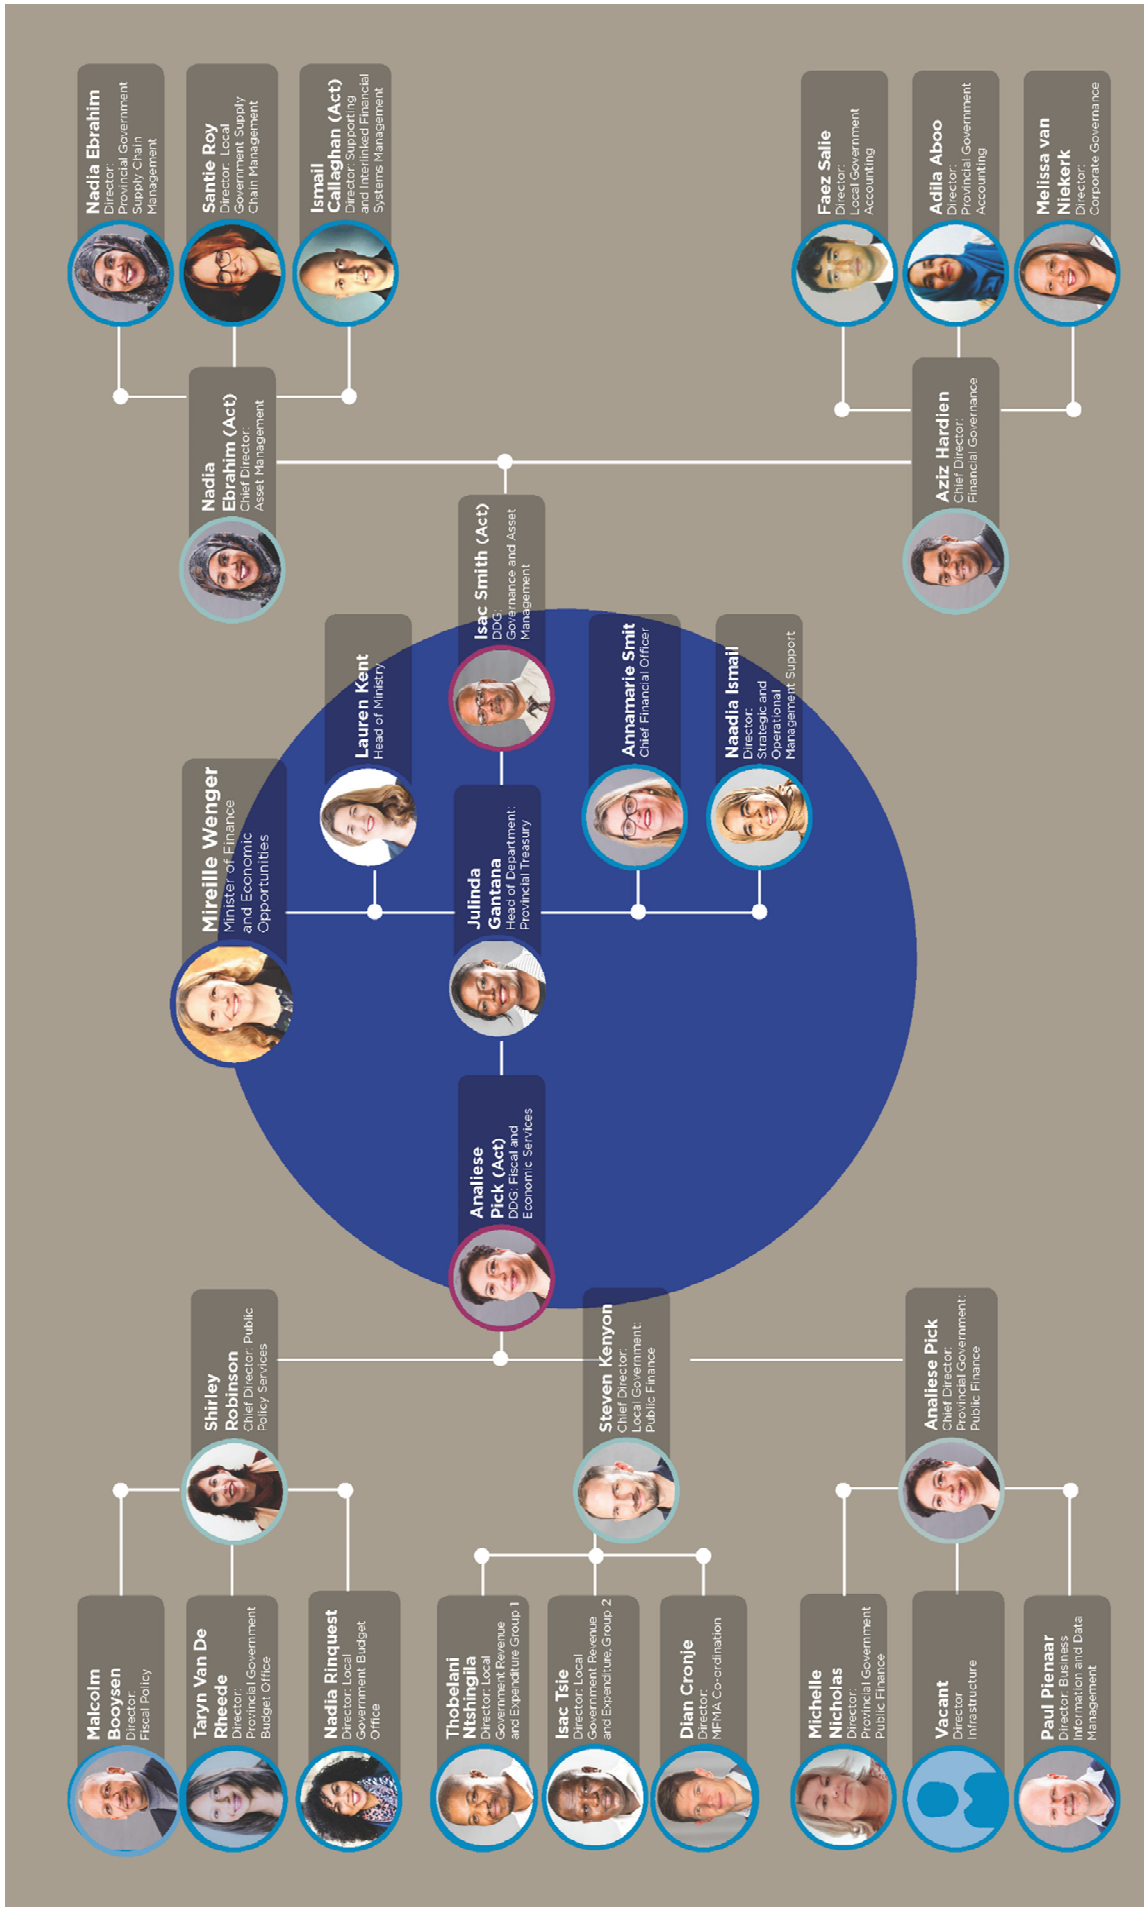 Mireille Wenger
Minister of Finance
and Economic
Opportunities
Lauren Kent
Head of Ministry
Julinda
Gantana
Head of Department:
Provincial Treasury
Annamarie Smit
Chief Financial Officer
Naadia Ismail
Director:
Strategic and
Operational
Management Support
Analiese
Pick (Act)
DDG: Fiscal and
Economic Services
Isac Smith (Act)
DDG:
Governance and Asset
Management
Shirley
Robinson
Chief Director: Public
Policy Services
Steven Kenyon
Chief Director:
Local Government:
Public Finance
Analiese Pick
Chief Director:
Provincial Government:
Public Finance
Malcolm
Booysen
Director:
Fiscal Policy
Taryn Van De
Rheede
Director:
Provincial Government
Budget Office
Nadia Rinquest
Director: Local
Government Budget
Office
Thobelani
Ntshingila
Director: Local
Government Revenue
and Expenditure Group 1
Isac Tsie
Director: Local
Government Revenue
and Expenditure, Group 2
Dian Cronje
Director:
MFMA Co-ordination
Michelle
Nicholas
Director:
Provincial Government
Public Finance
Vacant
Director
Infrastructure
Paul Pienaar
Director: Business
Information and Data
Management
Nadia
Ebrahim (Act)
Chief Director:
Asset Management
Aziz Hardien
Chief Director:
Financial Governance
Nadia Ebrahim
Director:
Provincial Government
Supply Chain
Management
Santie Roy
Director: Local
Government Supply
Chain Management
Ismail
Callaghan (Act)
Director: Supporting
and Interlinked Financial
Systems Management
Faez Salie
Director:
Local Government
Accounting
Adila Aboo
Director:
Provincial Government
Accounting
Melissa van
Niekerk
Director:
Corporate Governance